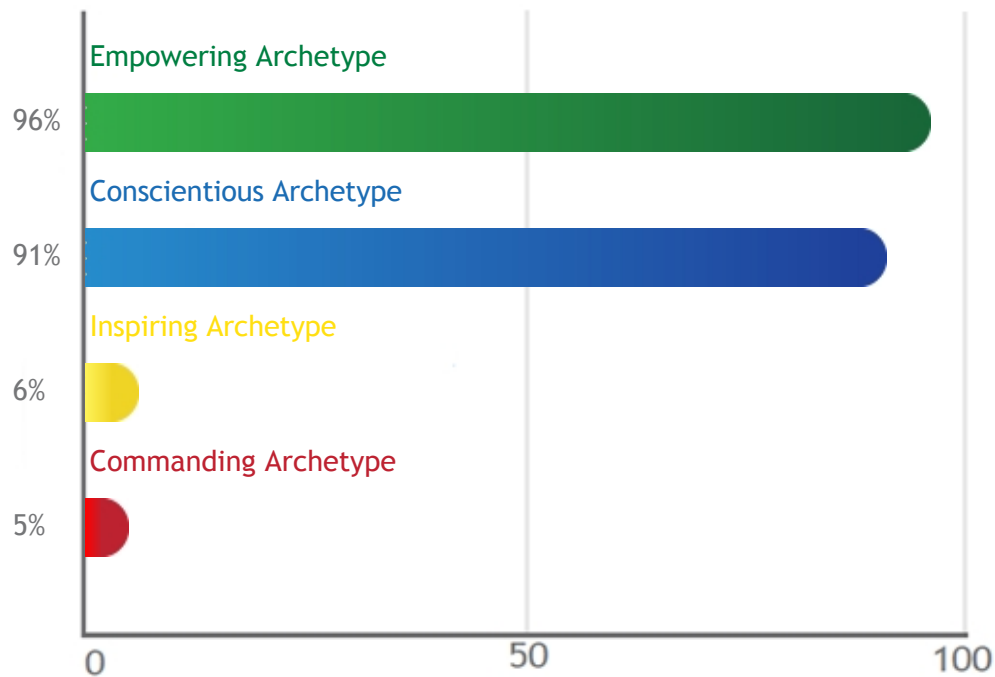 Empowering Archetype
96%
Conscientious Archetype
91%
Inspiring Archetype
6%
Commanding Archetype
5%
0 50 100